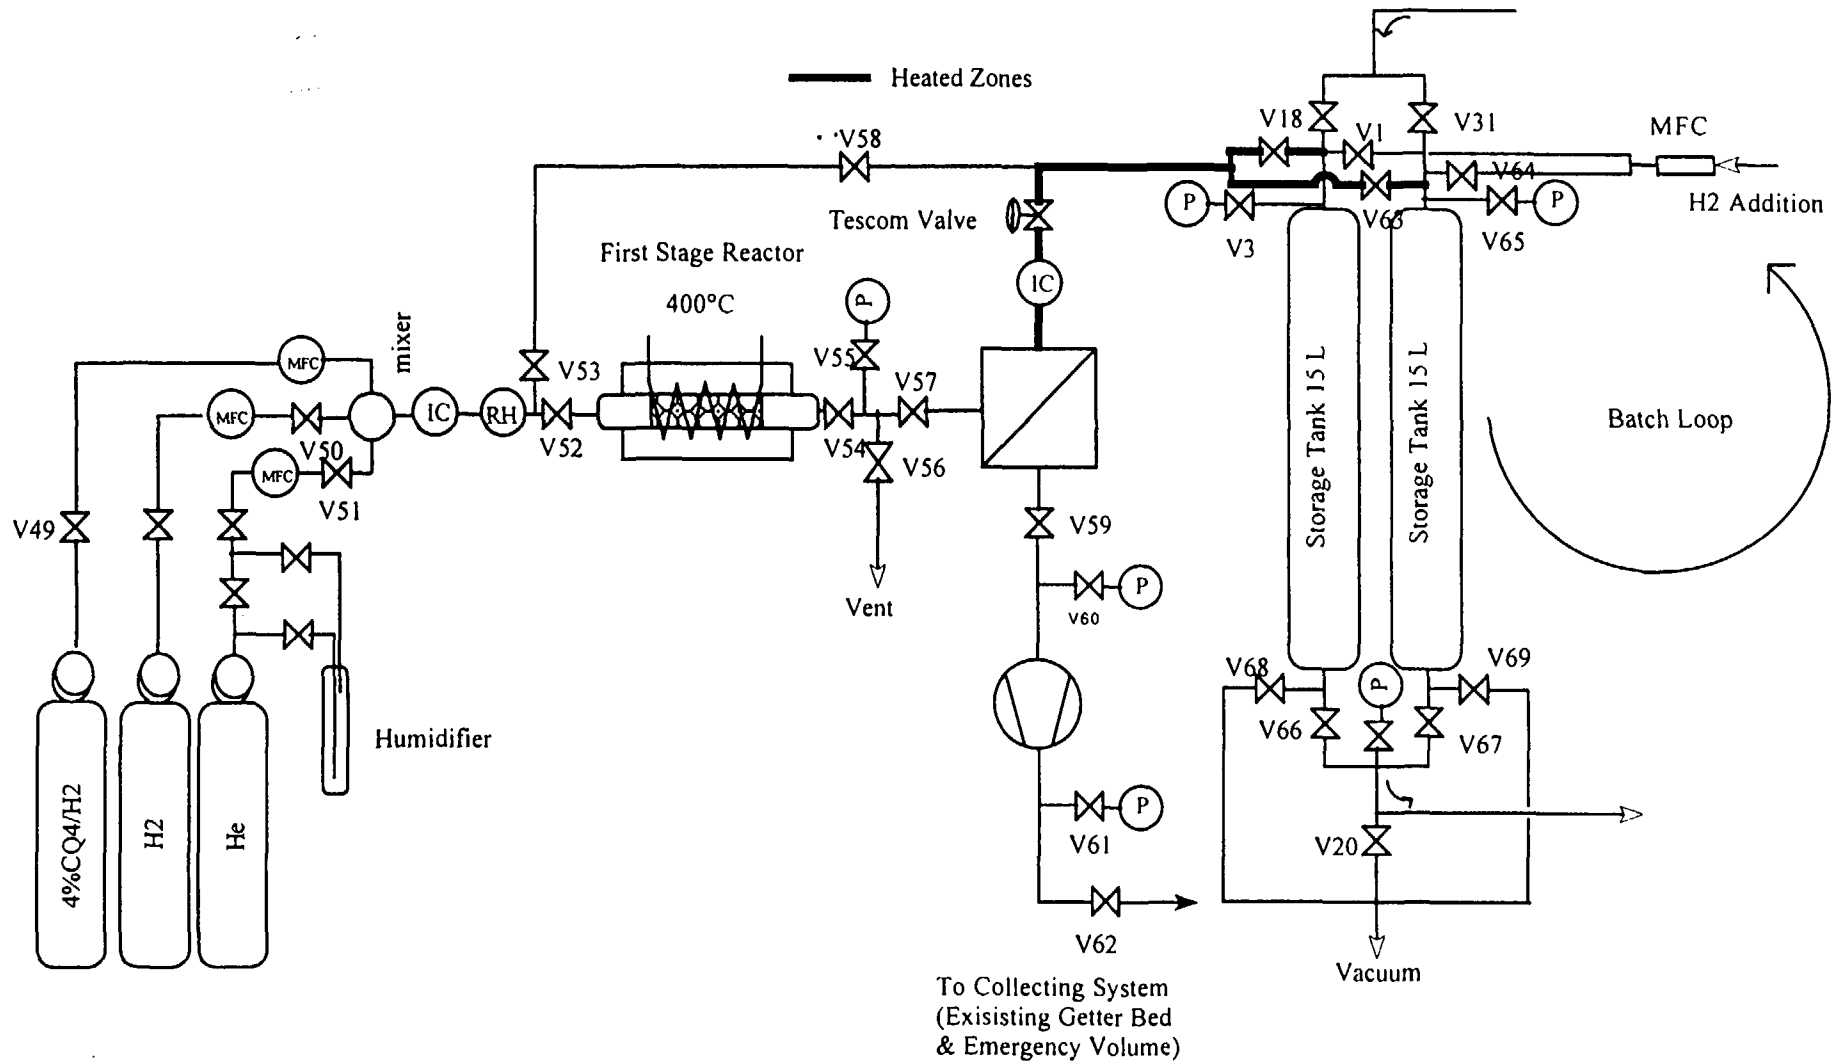 Heated Zones
V58
V18
V1
V31
MFC
V64
H2 Addition
P
V3
V63
V65
P
Tescom Valve
First Stage Reactor
400°C
IC
P
mixer
MFC
V53
V55
V57
MFC
V50
IC
RH
V52
V54
V56
MFC
V51
V49
V59
Vent
V60
P
Storage Tank 15 L
Storage Tank 15 L
Batch Loop
V68
P
V69
V66
V67
Humidifier
4%CQ4/H2
H2
He
P
V61
V20
V62
Vacuum
To Collecting System
(Exisisting Getter Bed
& Emergency Volume)